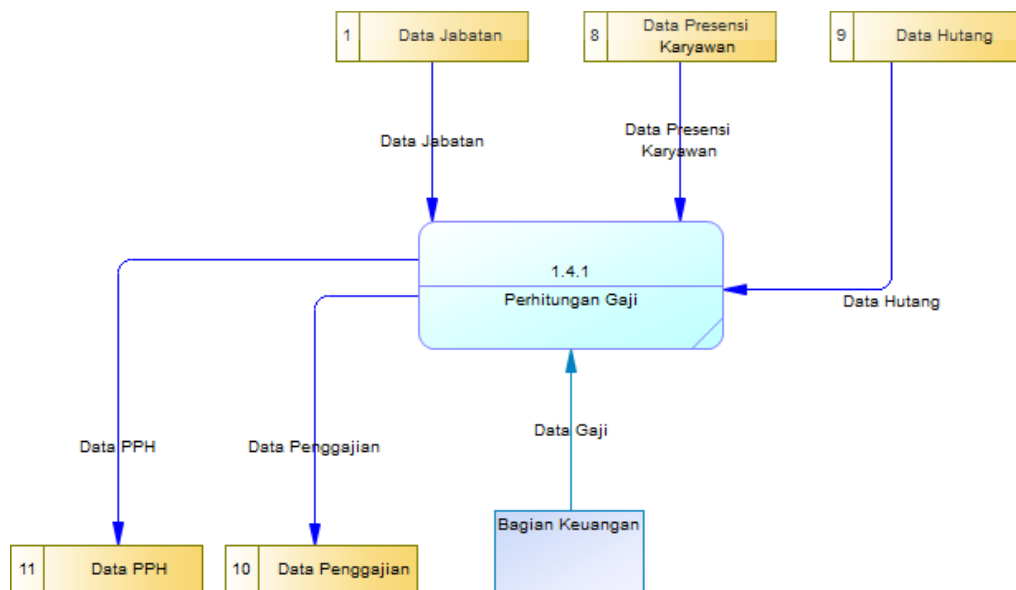 1 Data Jabatan
8 Data Presensi
Karyawan
9 Data Hutang
Data Jabatan
Data Presensi
Karyawan
1.4.1
Perhitungan Gaji
Data Hutang
Data PPH
Data Penggajian
Data Gaji
Bagian Keuangan
11 Data PPH
10 Data Penggajian